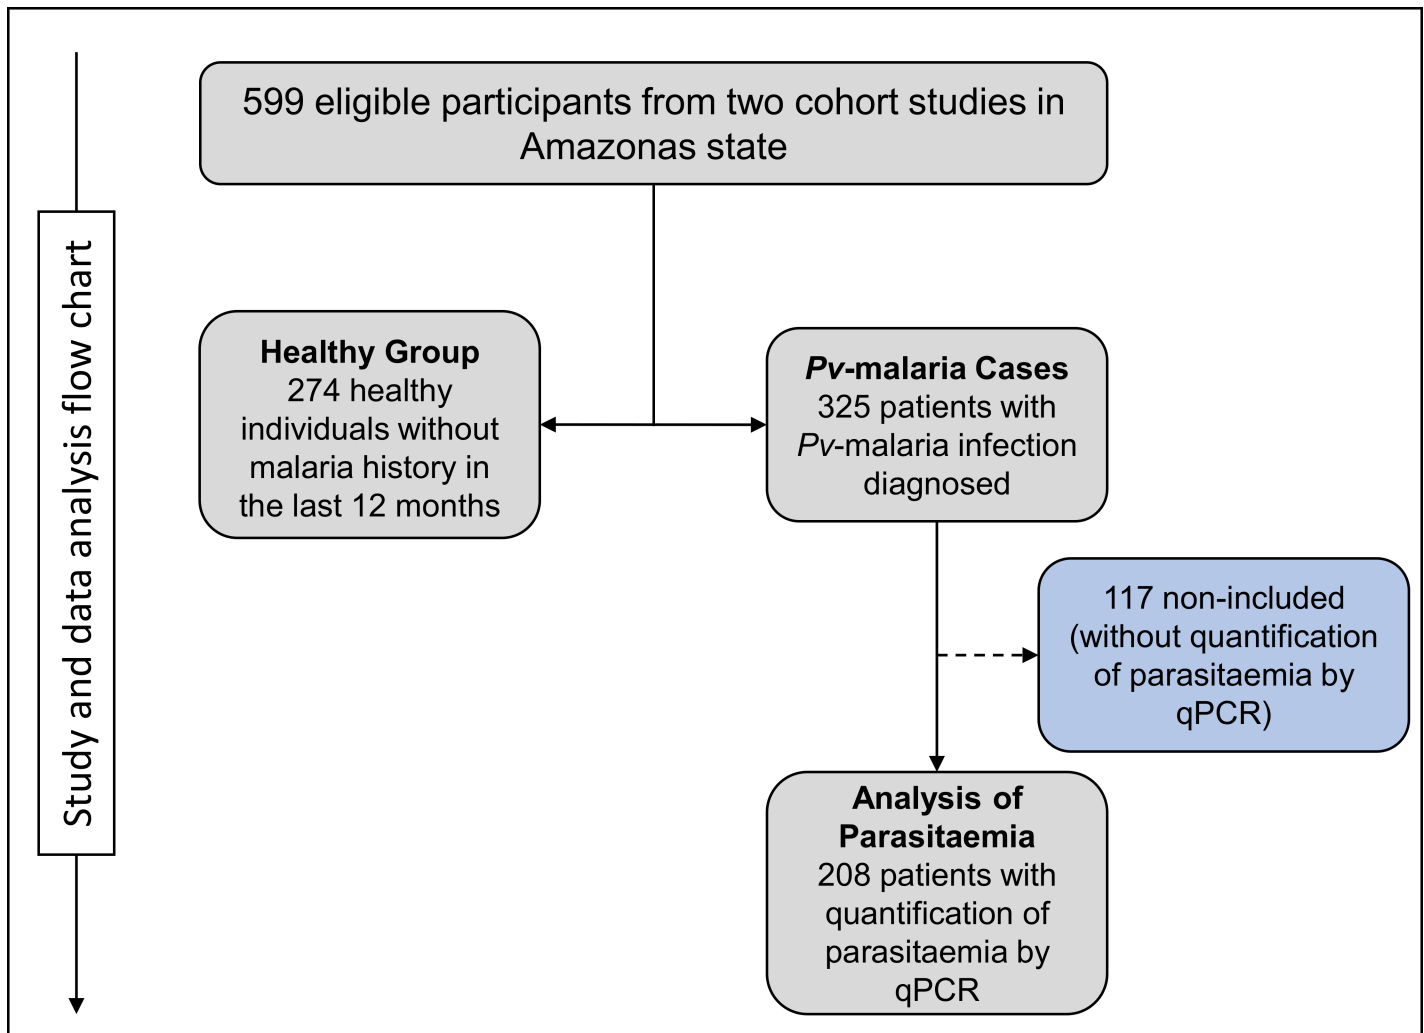 599 eligible participants from two cohort studies in
Amazonas state
Study and data analysis flow chart
Healthy Group
274 healthy
individuals without
malaria history in
the last 12 months
Pv-malaria Cases
325 patients with
Pv-malaria infection
diagnosed
117 non-included
(without quantification
of parasitaemia by
qPCR)
Analysis of
Parasitaemia
208 patients with
quantification of
parasitaemia by
qPCR